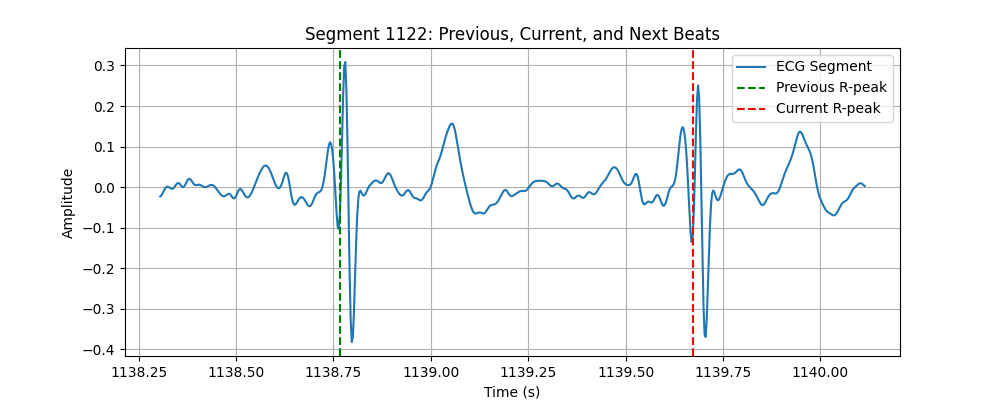 Segment 1122: Previous, Current, and Next Beats
ECG Segment
Previous R-peak
Current R-peak
0.3
0.2
0.1
0.0
−0.1
−0.2
−0.3
−0.4
Amplitude
1138.25 1138.50 1138.75 1139.00 1139.25 1139.50 1139.75 1140.00
Time (s)